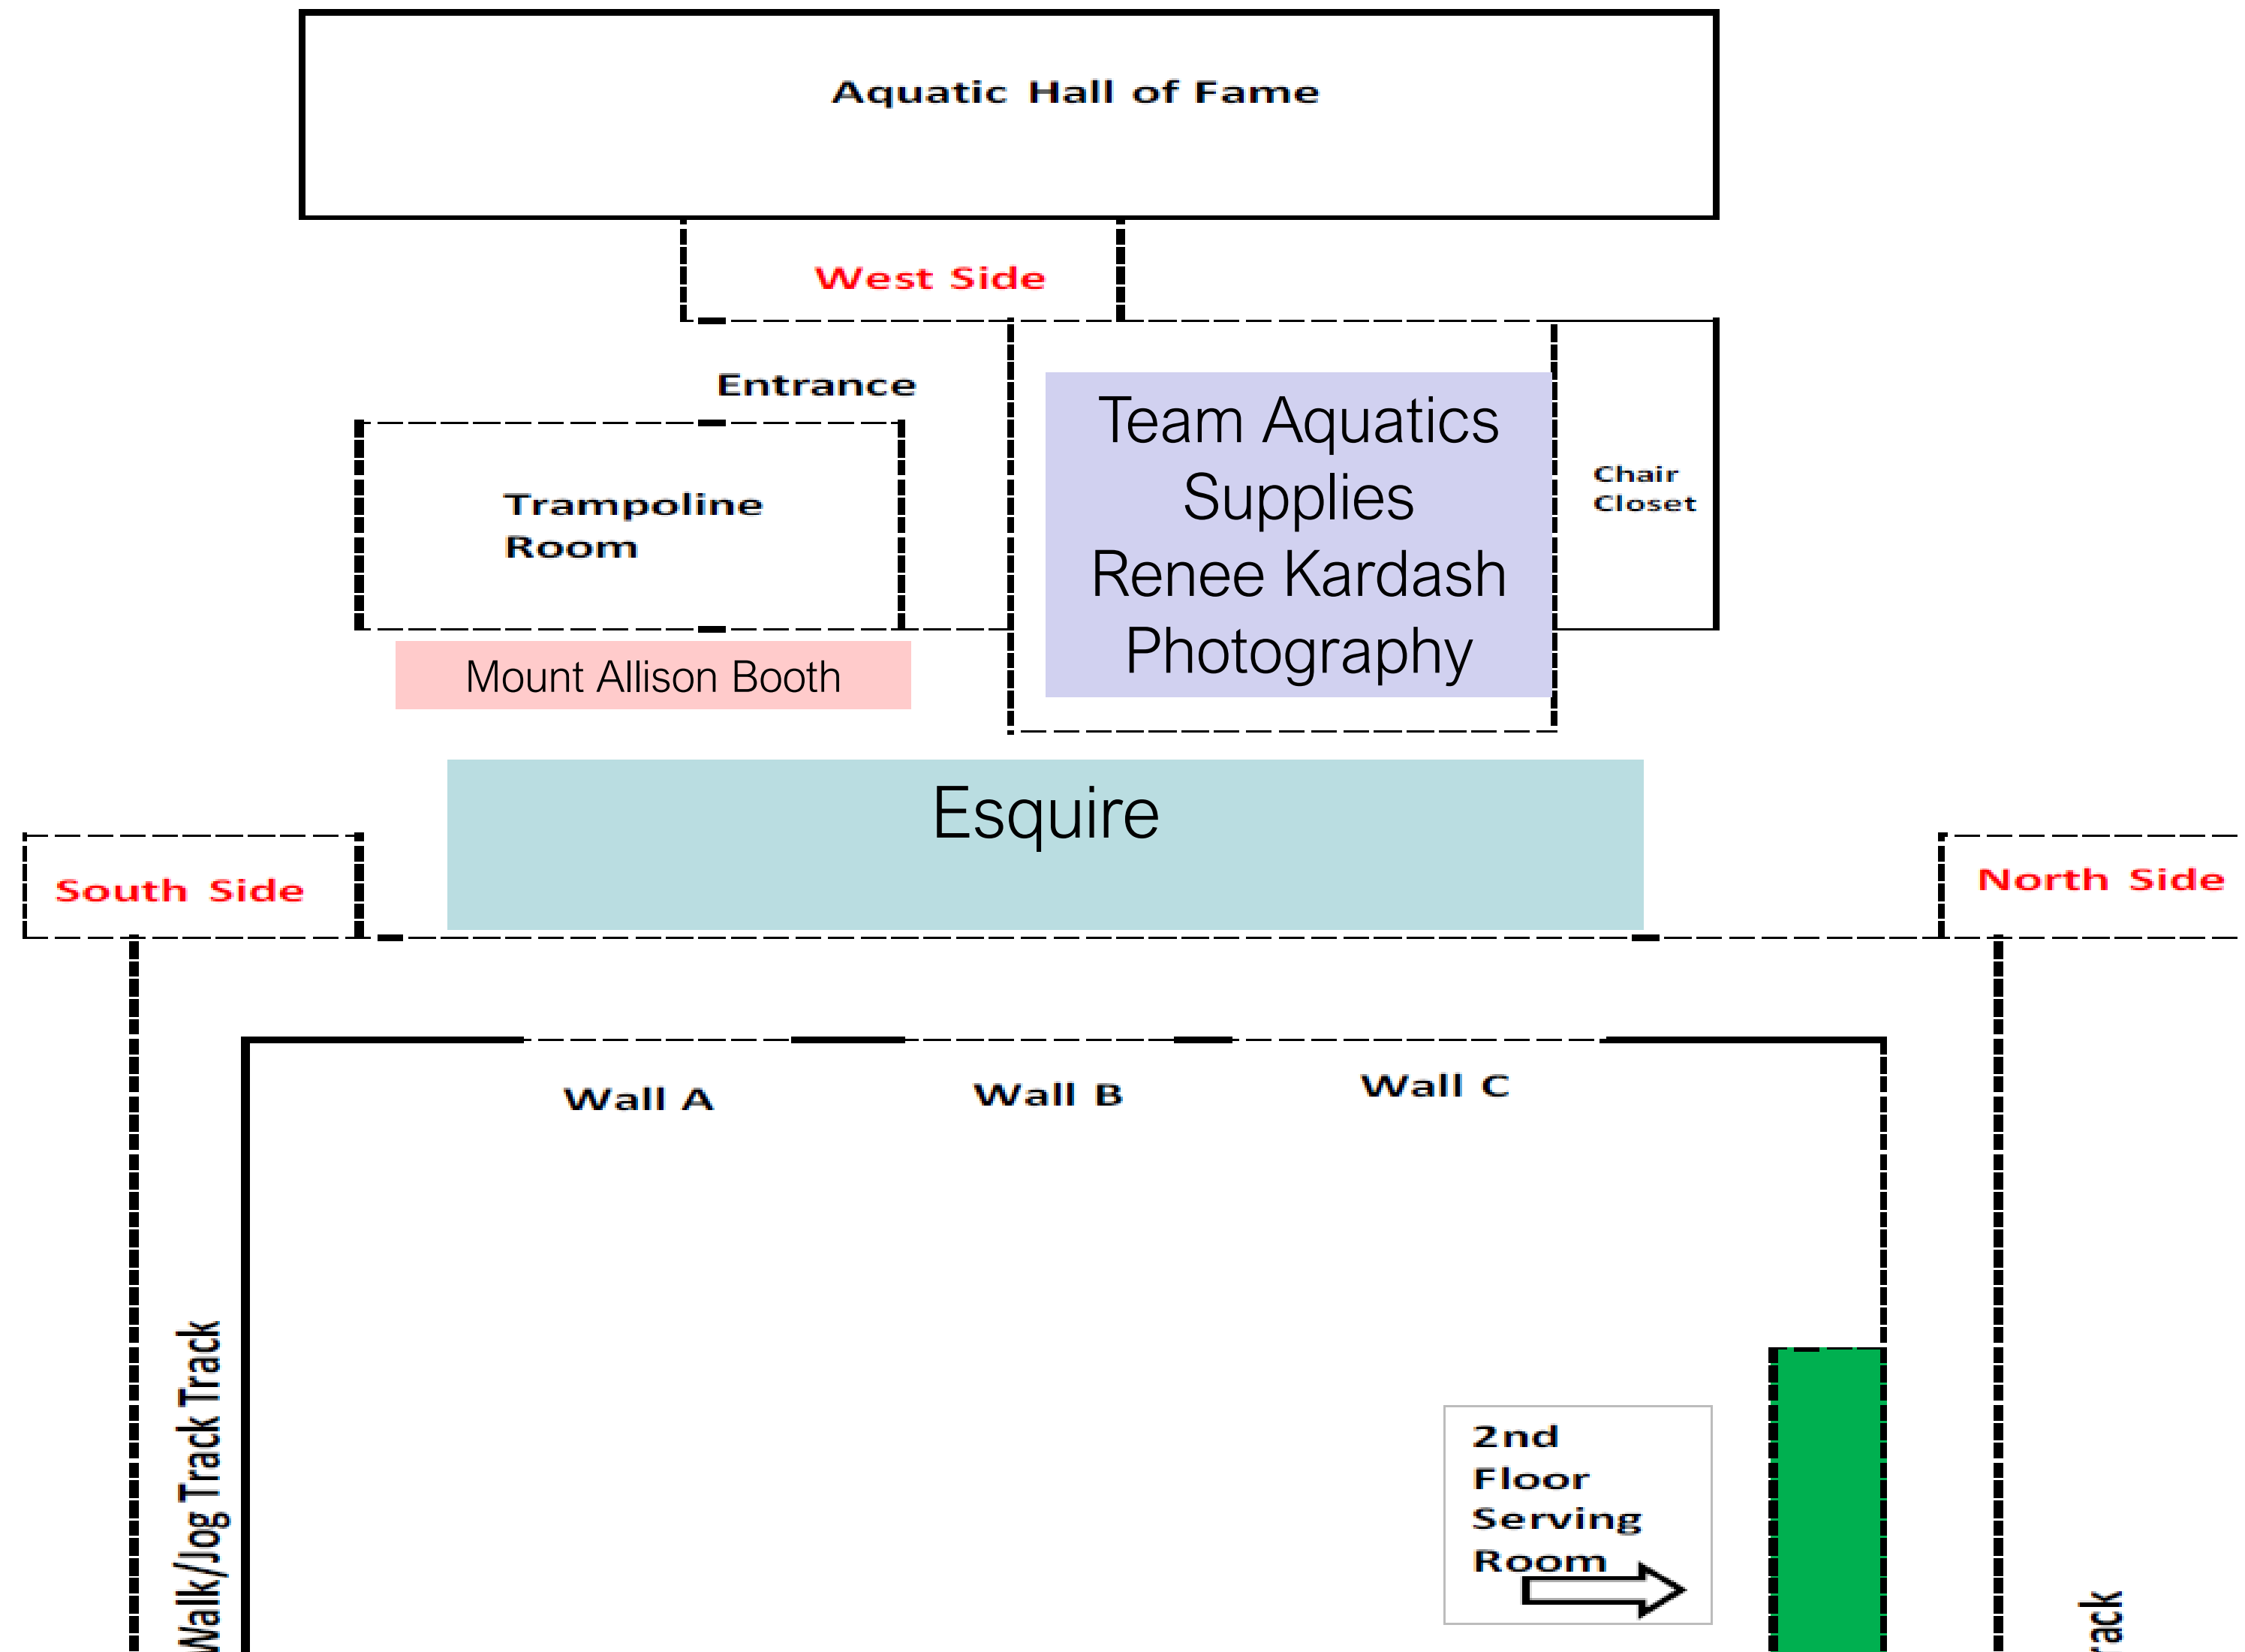 Aquatic Hall of Fame
West Side
Entrance
Team Aquatics
Supplies
Renee Kardash
Photography
Chair
Closet
Trampoline
Room
Mount Allison Booth
Esquire
South Side
North Side
Wall A
Wall B
Wall C
Walk/Jog Track Track
2nd
Floor
Serving
Room